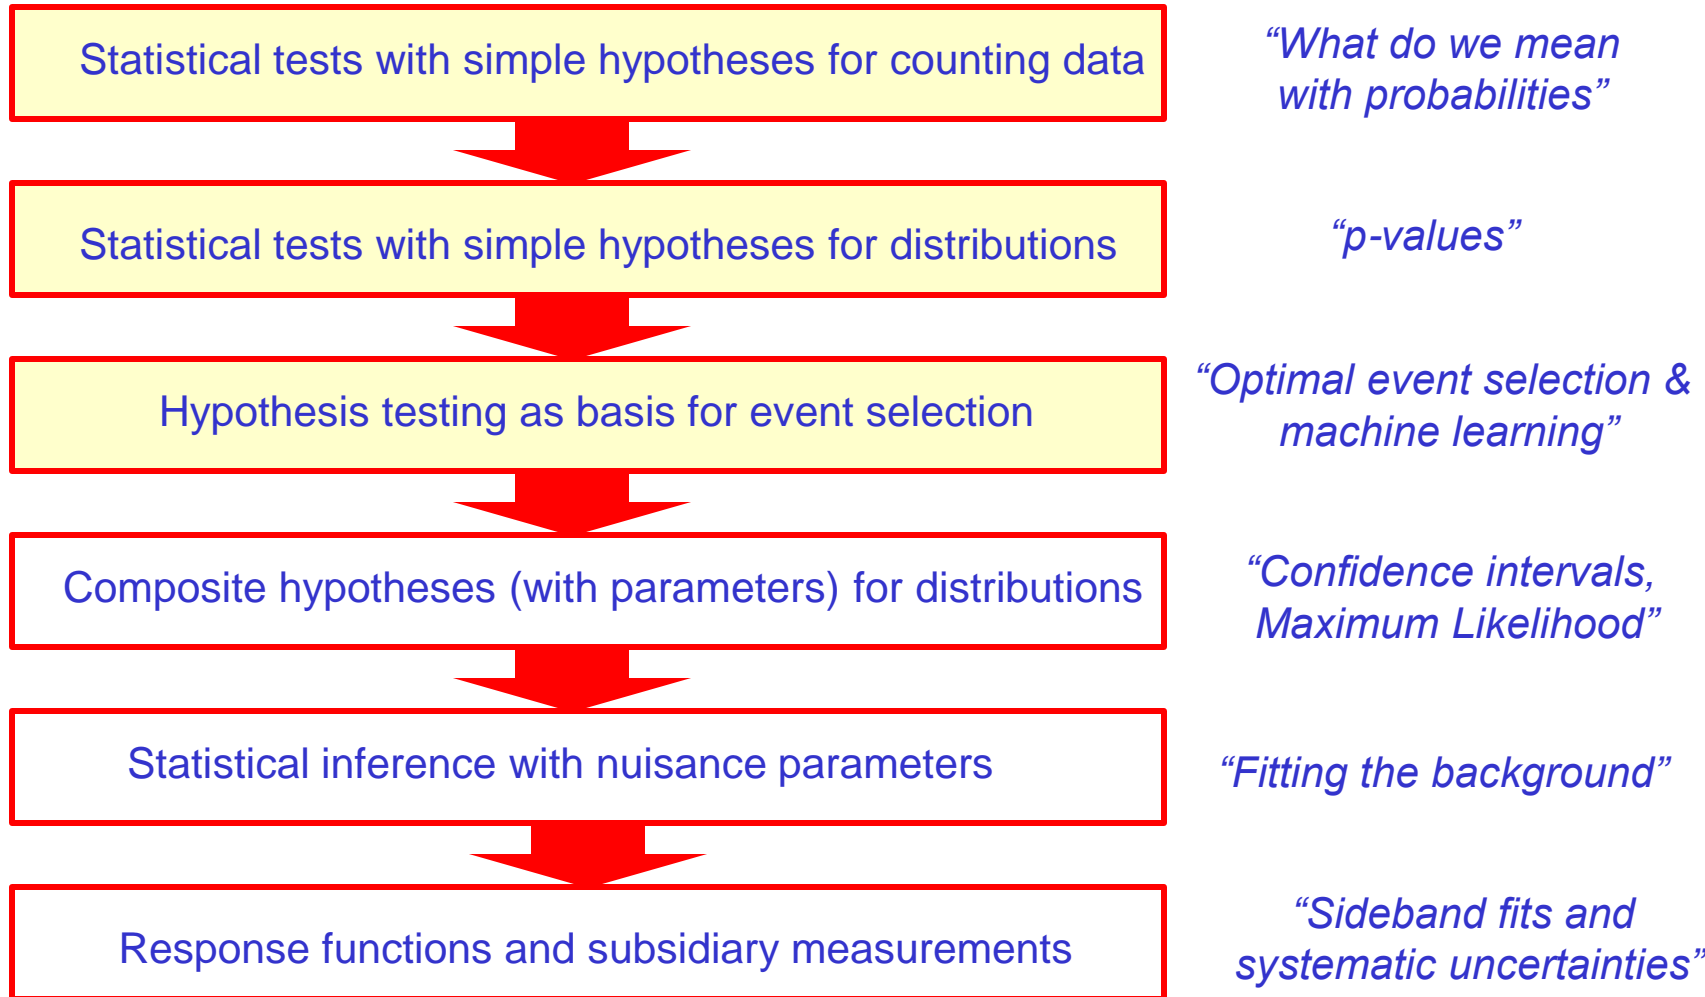 Statistical tests with simple hypotheses for counting data
“What do we mean
with probabilities”
Statistical tests with simple hypotheses for distributions
“p-values”
Hypothesis testing as basis for event selection
“Optimal event selection &
machine learning”
Composite hypotheses (with parameters) for distributions
“Confidence intervals,
Maximum Likelihood”
Statistical inference with nuisance parameters
“Fitting the background”
Response functions and subsidiary measurements
“Sideband fits and
systematic uncertainties”